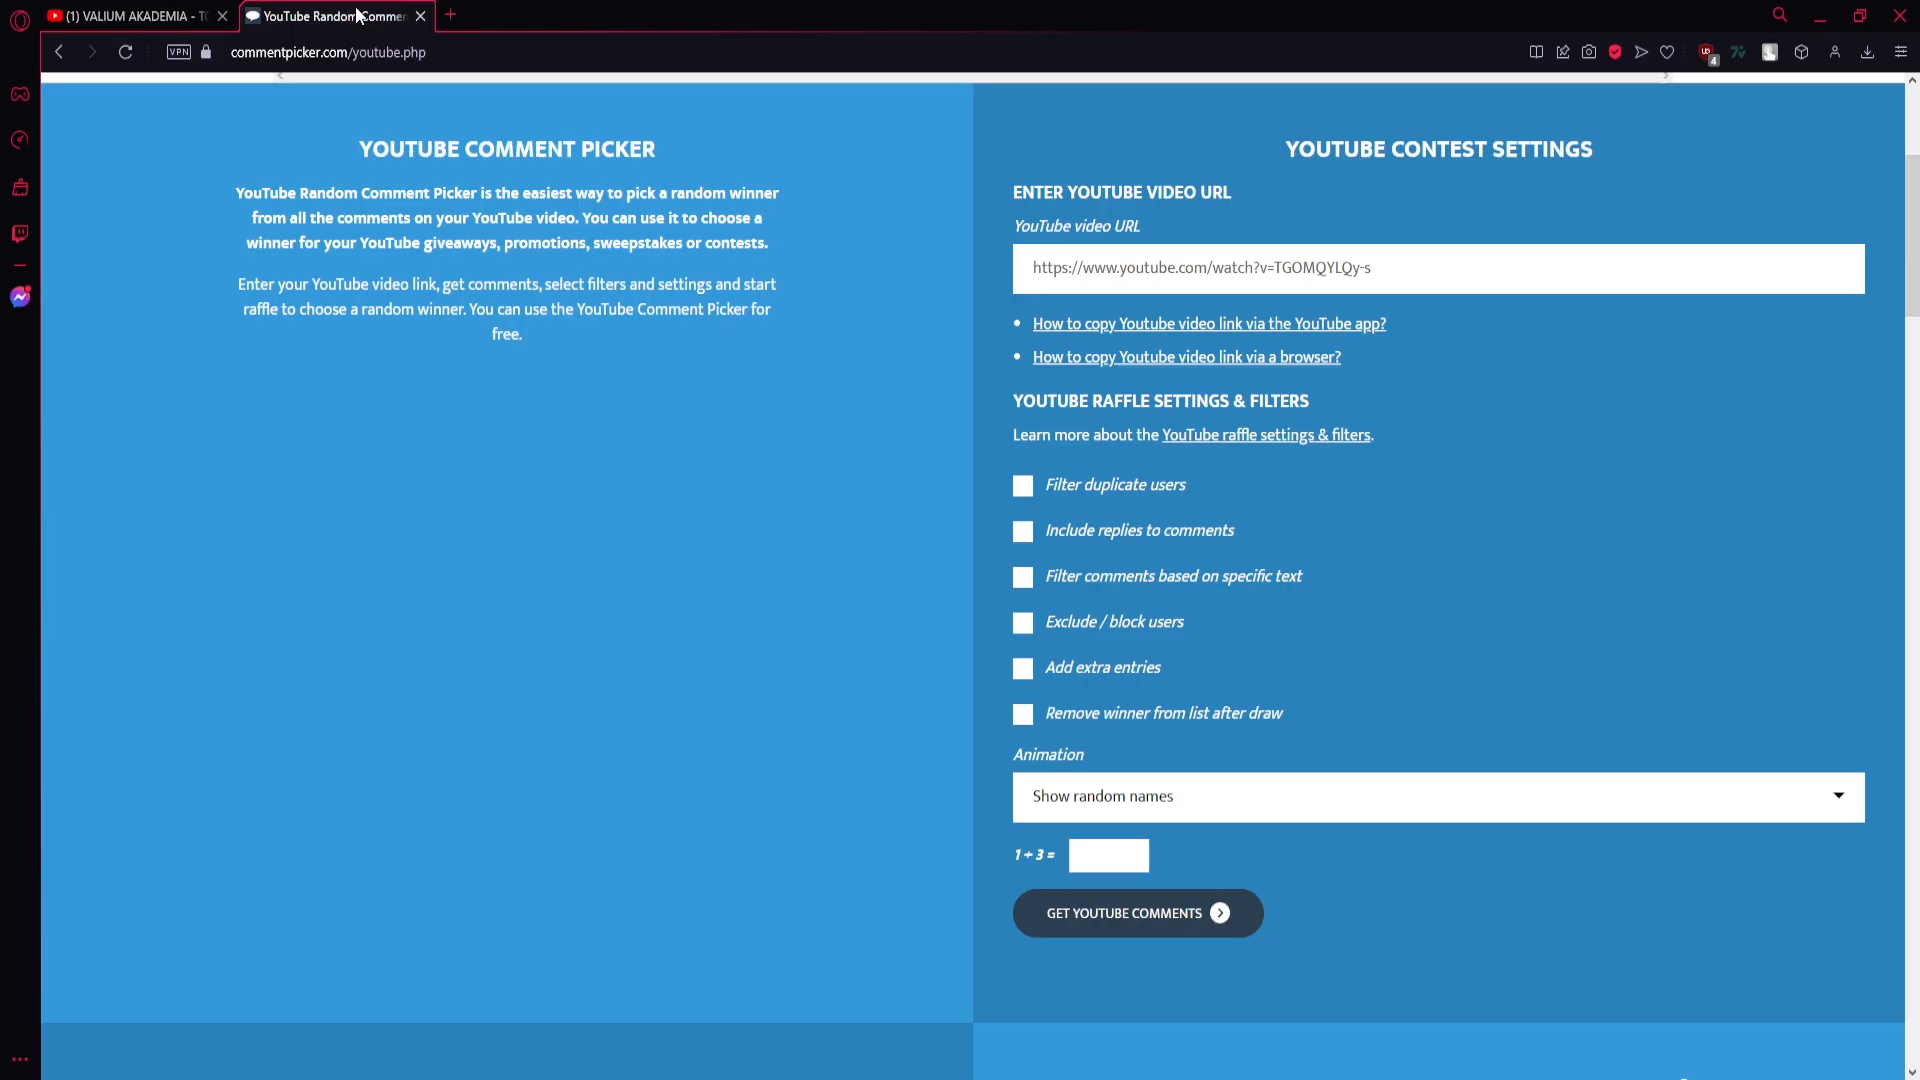 (1) VALIUM AKADEMIA - TO
YouTube Random Commen
VPN
commentpicker.com/youtube.php
4
YOUTUBE COMMENT PICKER
YouTube Random Comment Picker is the easiest way to pick a random winner
from all the comments on your YouTube video. You can use it to choose a
winner for your YouTube giveaways, promotions, sweepstakes or contests.
Enter your YouTube video link, get comments, select filters and settings and start
raffle to choose a random winner. You can use the YouTube Comment Picker for
free.
YOUTUBE CONTEST SETTINGS
ENTER YOUTUBE VIDEO URL
YouTube video URL
https://www.youtube.com/watch?v=TGOMQYLQy-s
How to copy Youtube video link via the YouTube app?
How to copy Youtube video link via a browser?
YOUTUBE RAFFLE SETTINGS & FILTERS
Learn more about the YouTube raffle settings & filters.
Filter duplicate users
Include replies to comments
Filter comments based on specific text
Exclude / block users
Add extra entries
Remove winner from list after draw
Animation
Show random names
1 + 3 =
GET YOUTUBE COMMENTS